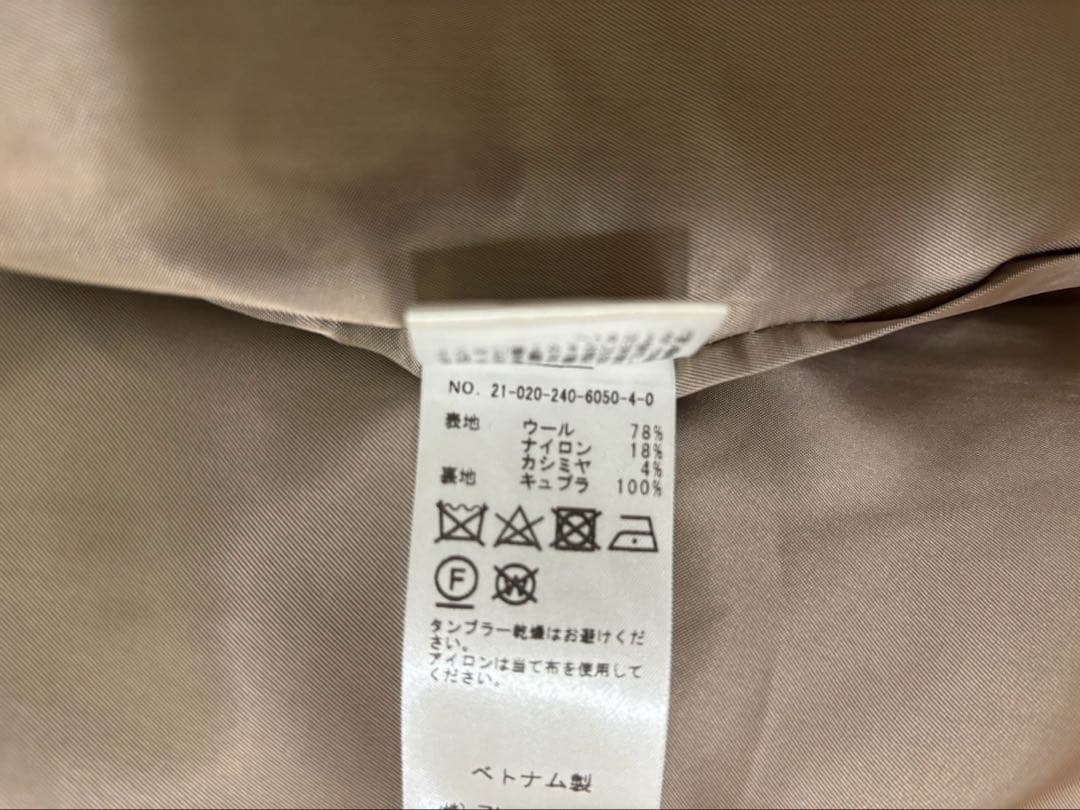 NO. 21-020-240-6050-4-0
表地 ウール 78%
ナイロン 18%
カシミヤ 4%
裏地 キュプラ 100%
F
W
タンブラー乾燥はお避けくだ
さい。
アイロンは当て布を使用して
ください。
ベトナム製
(株)